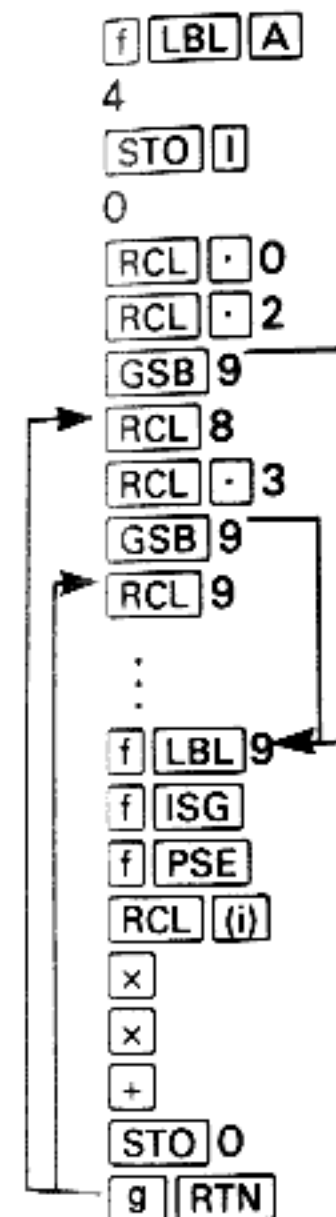 f LBL A
4
STO I
0
RCL · 0
RCL · 2
GSB 9
RCL 8
RCL · 3
GSB 9
RCL 9
⋮
f LBL 9
f ISG
f PSE
RCL (i)
×
×
+
STO 0
g RTN